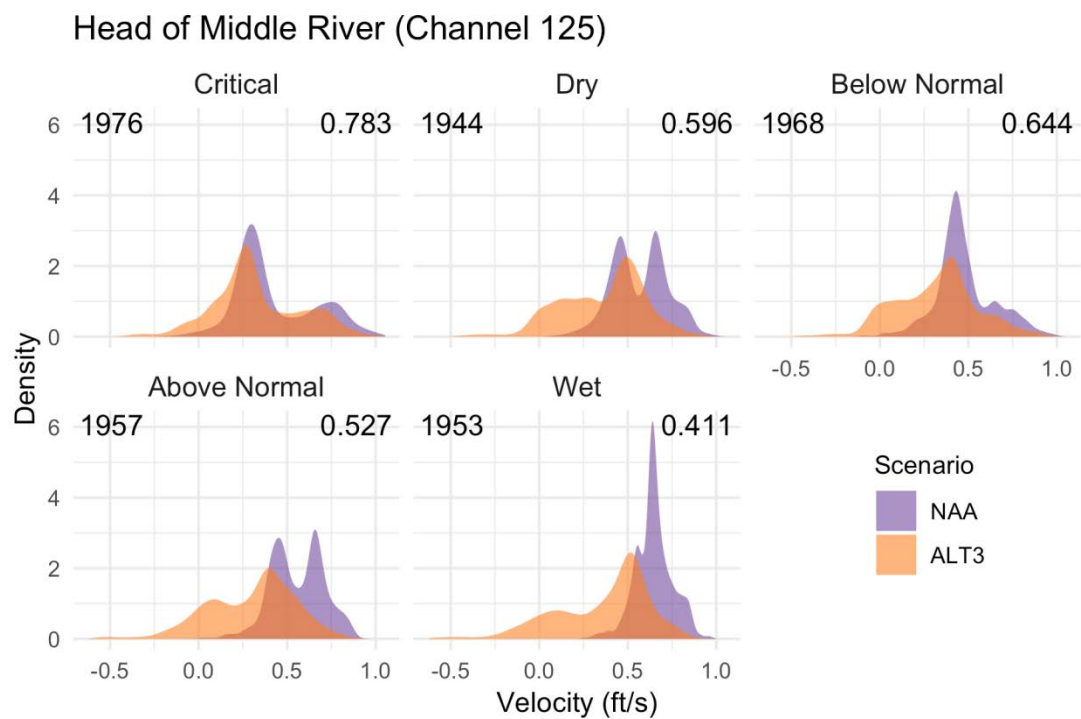 Head of Middle River (Channel 125)
Critical
Dry
Below Normal
6
1976
0.783
1944
0.596
1968
0.644
4
2
0
-0.5
0.0
0.5
1.0
Density
Above Normal
Wet
6
1957
0.527
1953
0.411
4
2
0
-0.5
0.0
0.5
1.0
-0.5
0.0
0.5
1.0
Velocity (ft/s)
Scenario
NAA
ALT3